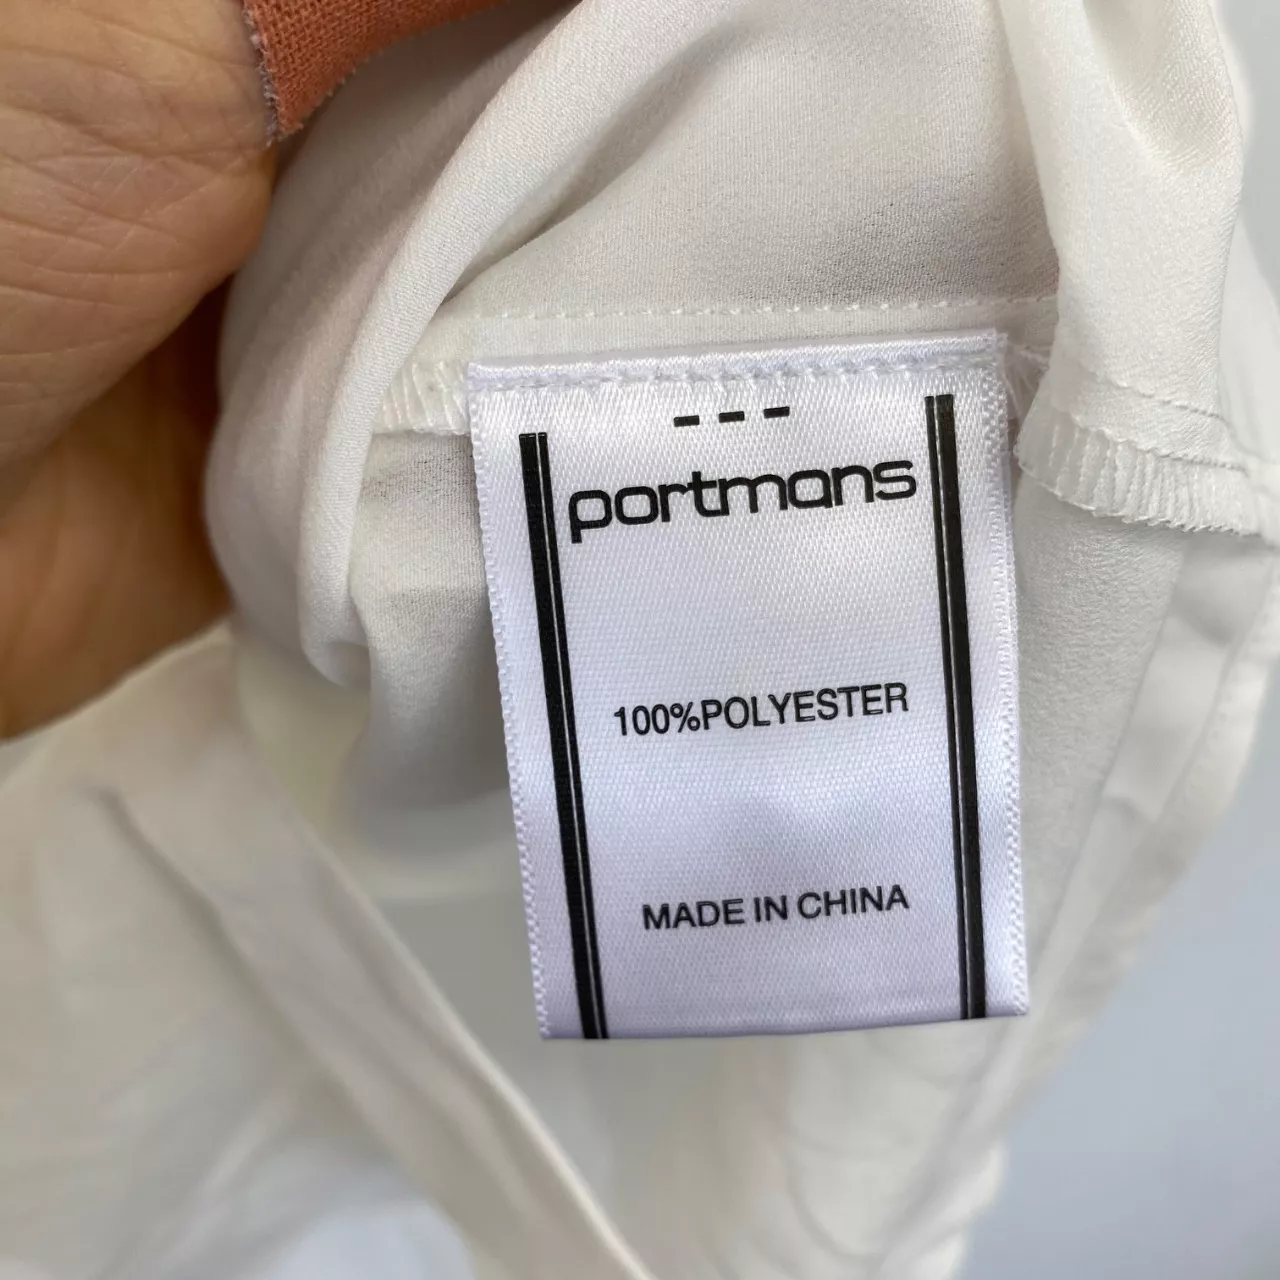 ---
portmans
100%POLYESTER
MADE IN CHINA